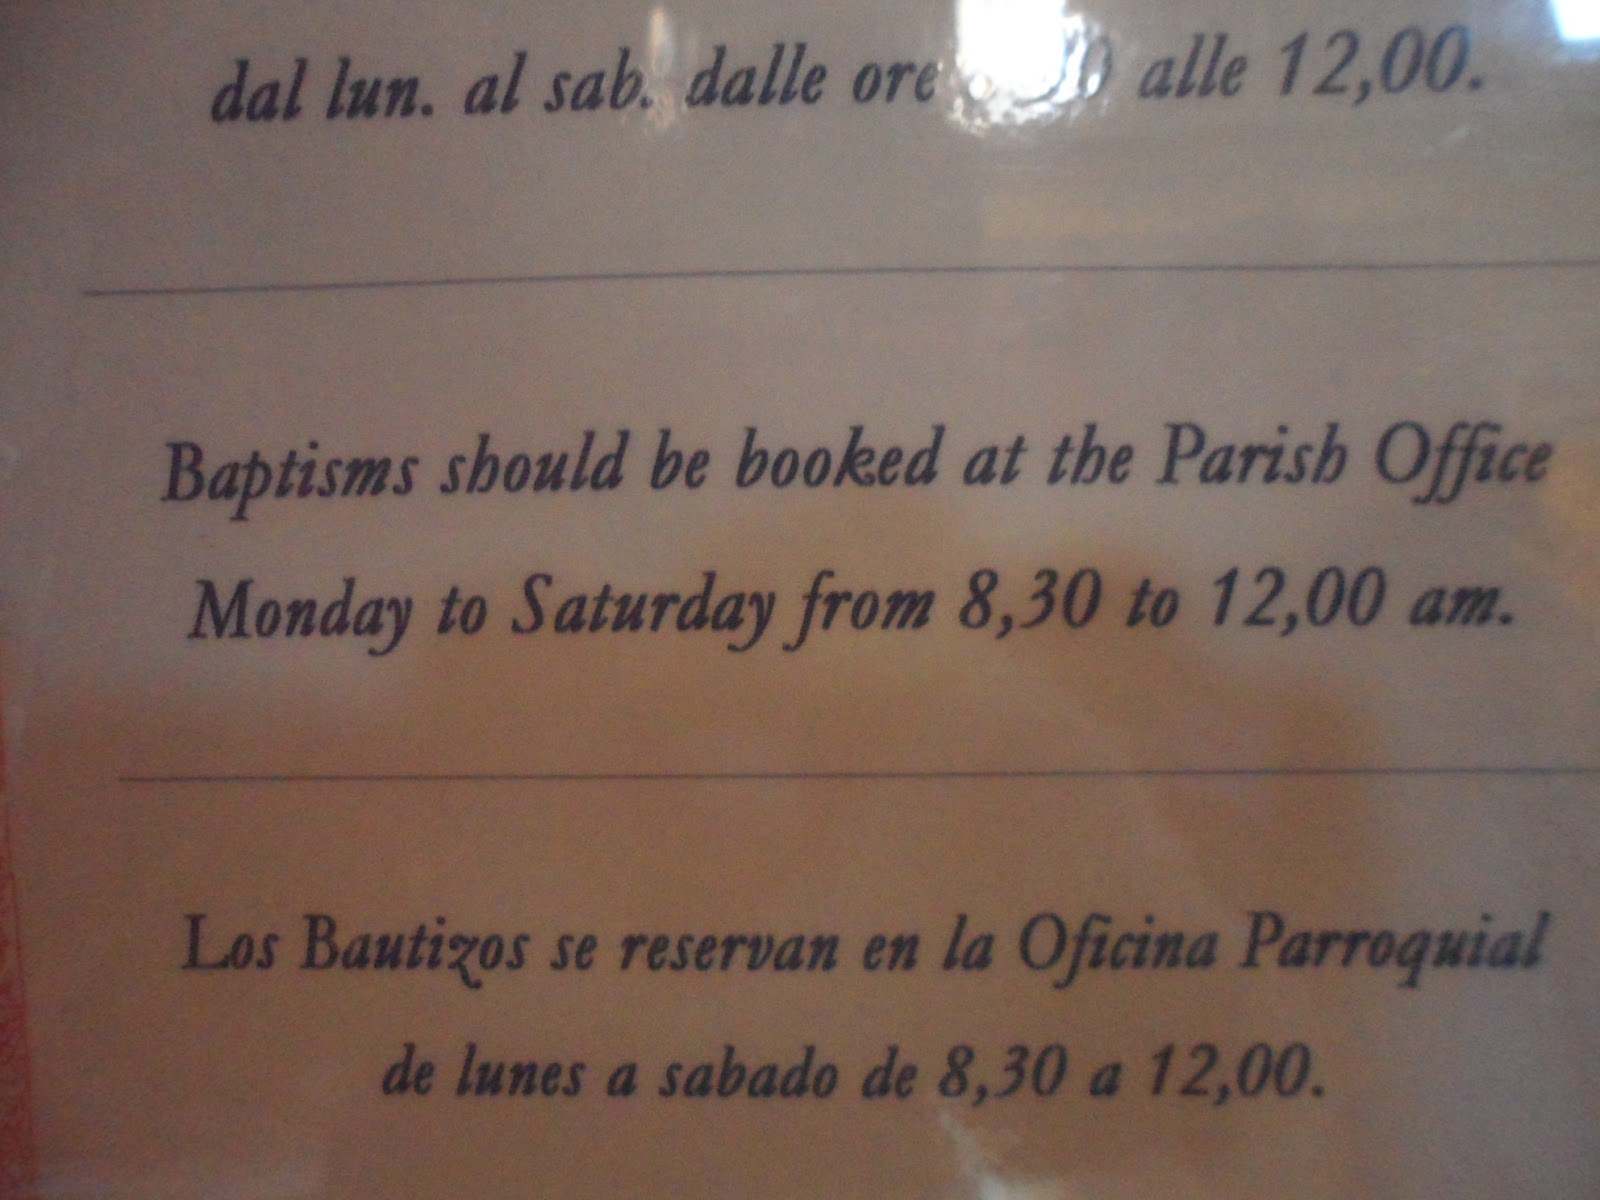 dal lun. al sab. dalle ore alle 12,00.
Baptisms should be booked at the Parish Office
Monday to Saturday from 8,30 to 12,00 am.
Los Bautizos se reservan en la Oficina Parroquial
de lunes a sabado de 8,30 a 12,00.